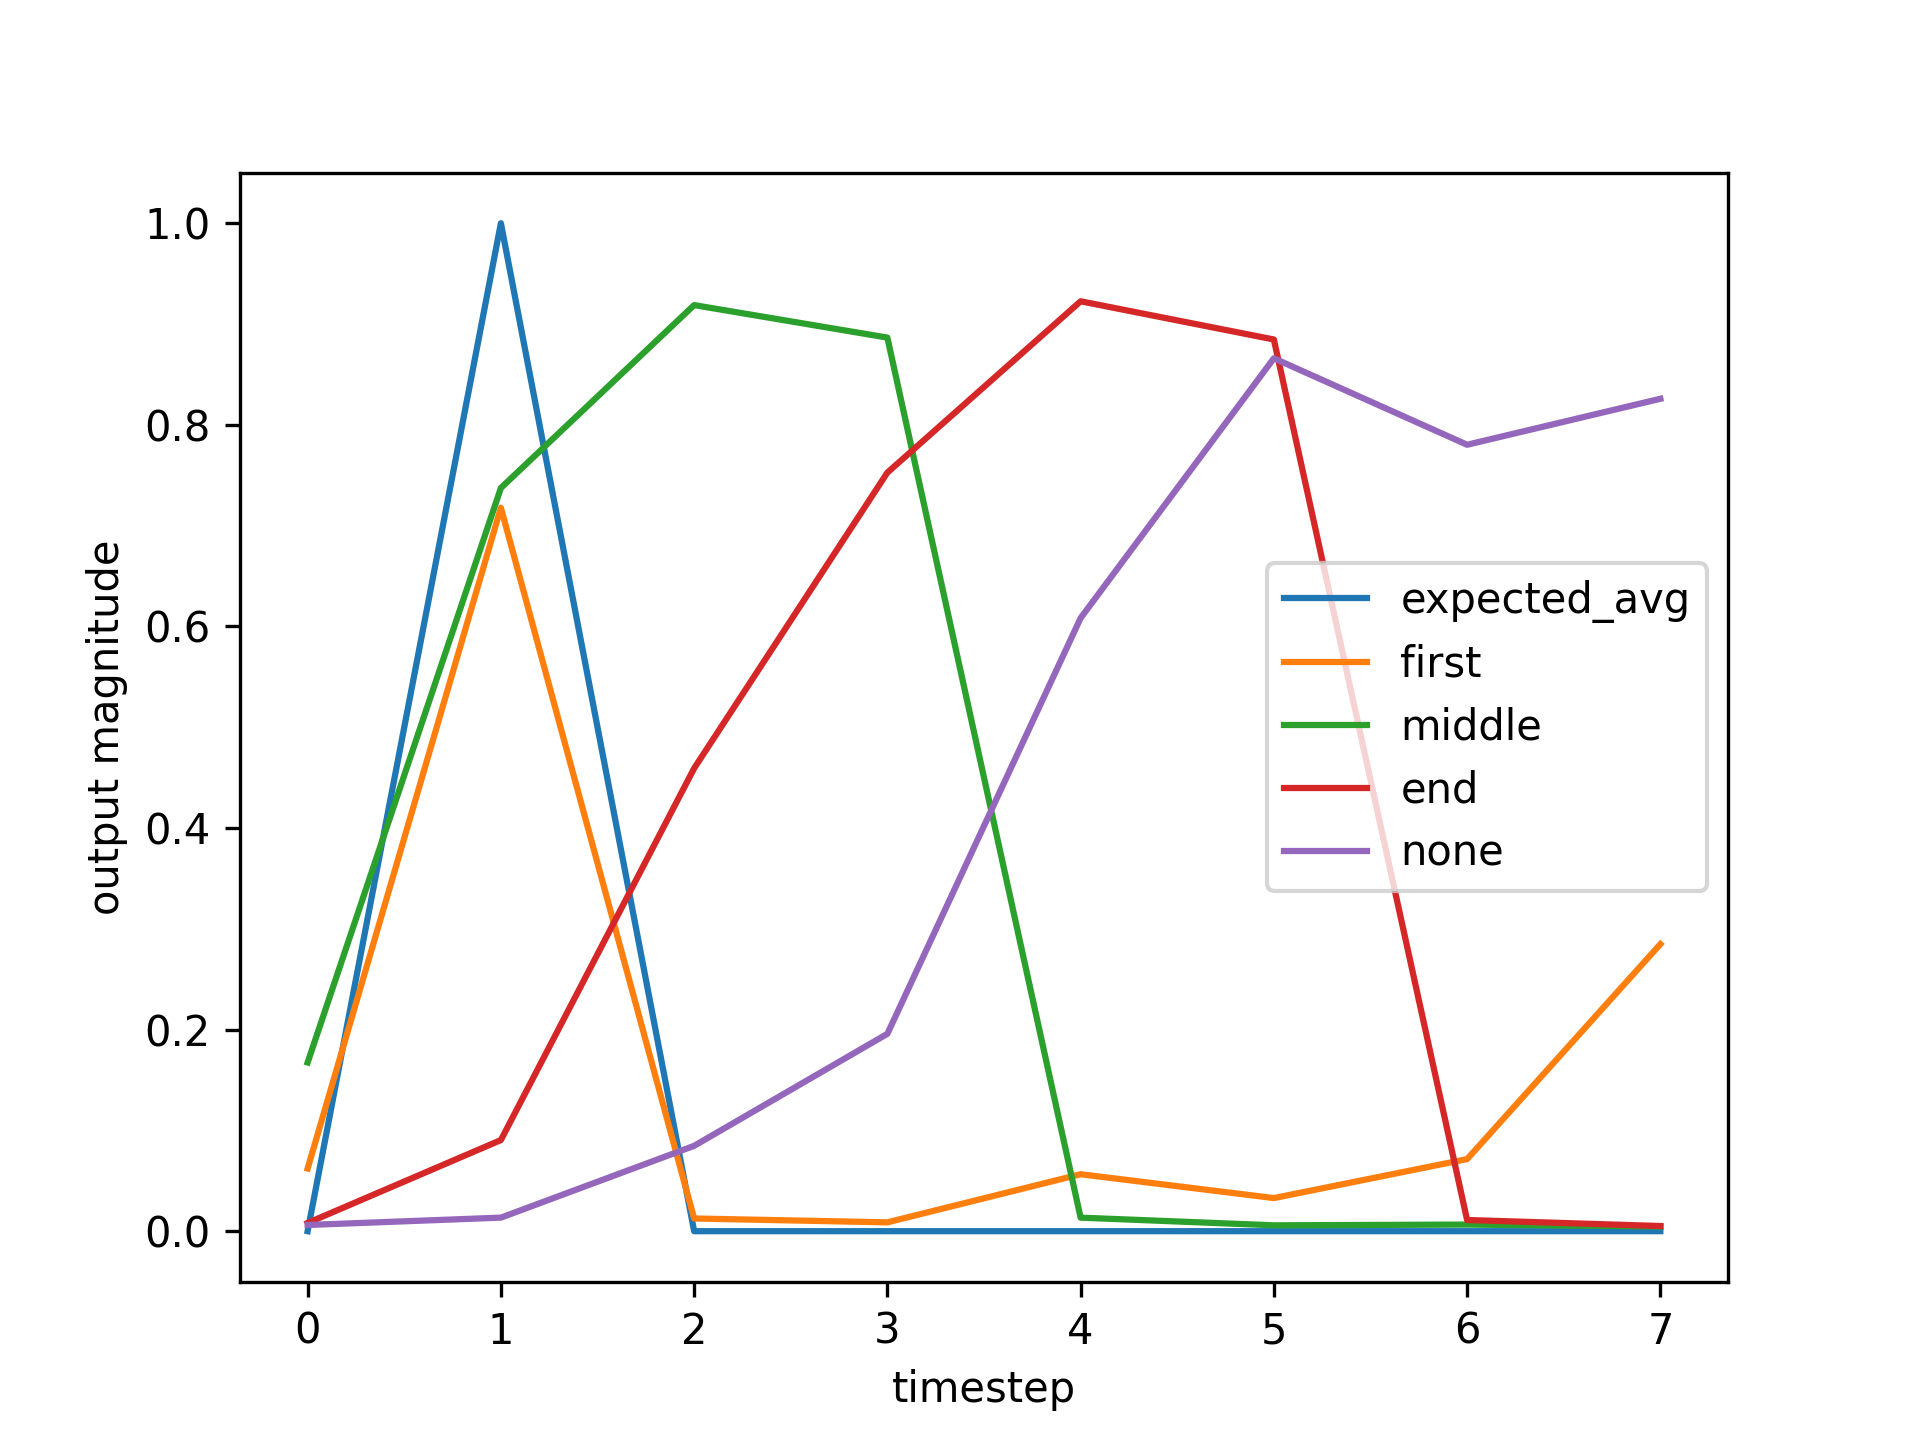 output magnitude
1.0
0.8
0.6
0.4
0.2
0.0
expected_avg
first
middle
end
none
0 1 2 3 4 5 6 7
timestep